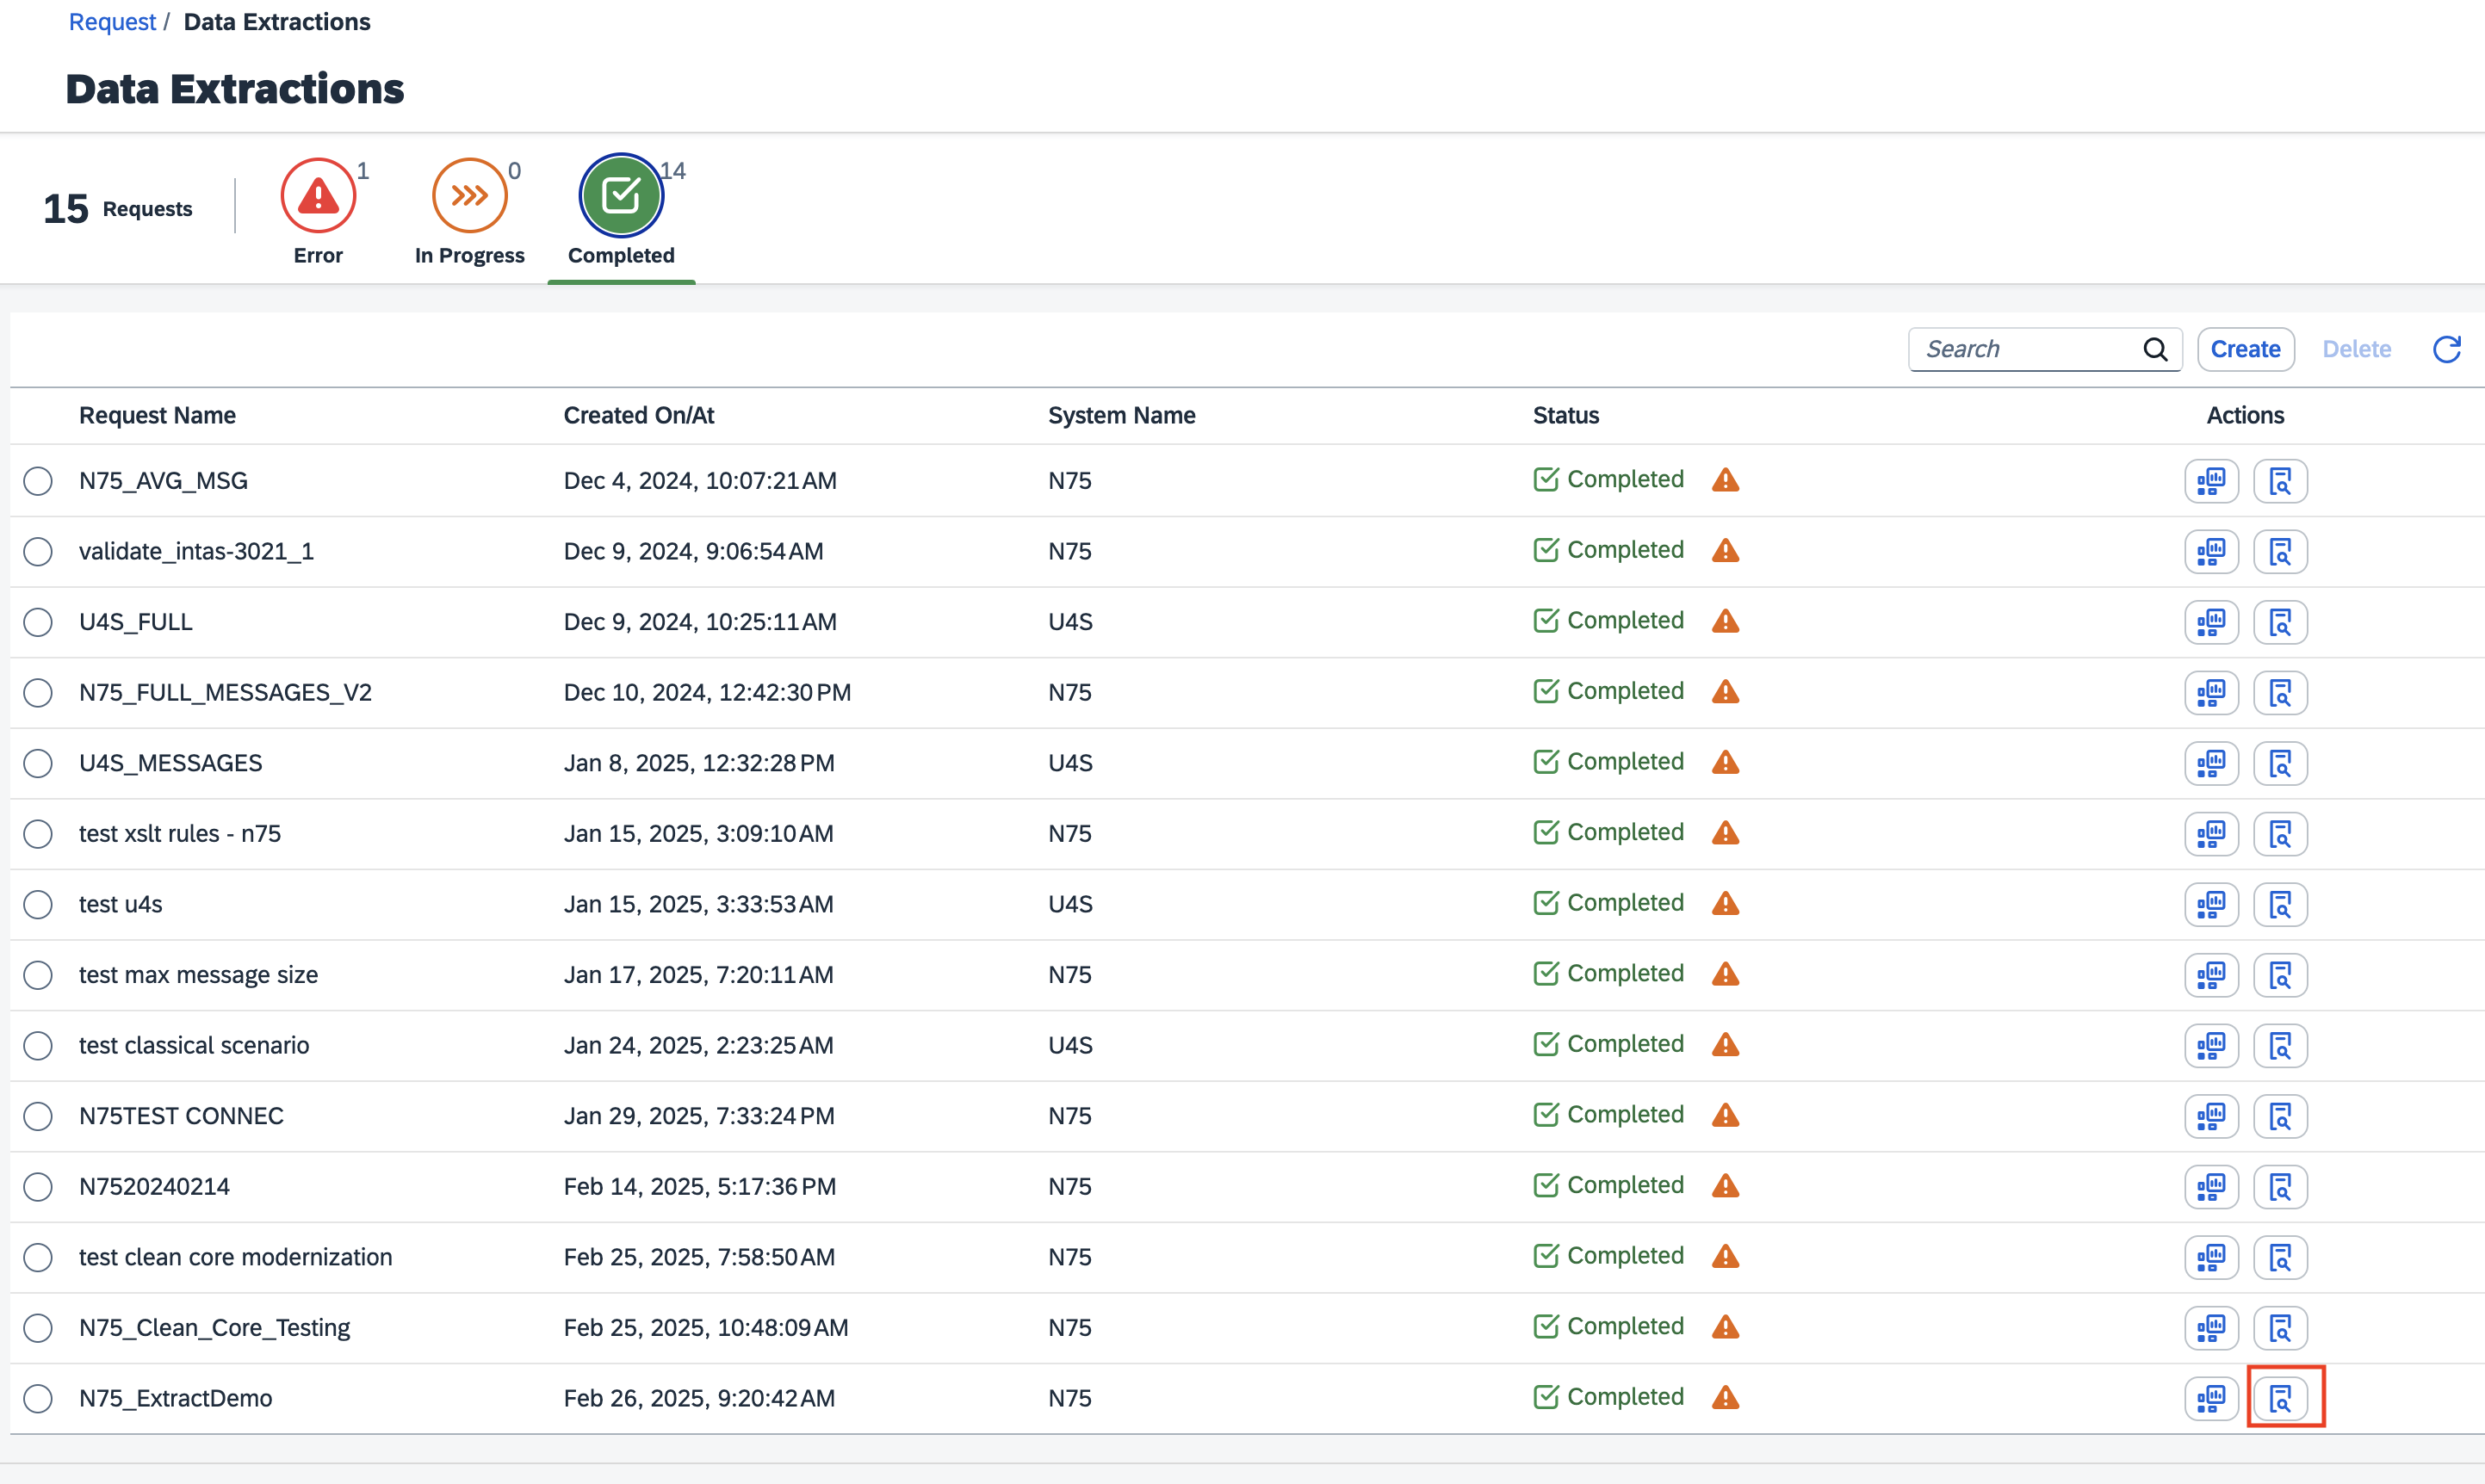 Request / Data Extractions
Data Extractions
15 Requests
1
Error
0
In Progress
14
Completed
Search Create Delete
Request Name Created On/At System Name Status Actions
N75_AVG_MSG Dec 4, 2024, 10:07:21 AM N75 Completed
validate_intas-3021_1 Dec 9, 2024, 9:06:54 AM N75 Completed
U4S_FULL Dec 9, 2024, 10:25:11 AM U4S Completed
N75_FULL_MESSAGES_V2 Dec 10, 2024, 12:42:30 PM N75 Completed
U4S_MESSAGES Jan 8, 2025, 12:32:28 PM U4S Completed
test xslt rules - n75 Jan 15, 2025, 3:09:10 AM N75 Completed
test u4s Jan 15, 2025, 3:33:53 AM U4S Completed
test max message size Jan 17, 2025, 7:20:11 AM N75 Completed
test classical scenario Jan 24, 2025, 2:23:25 AM U4S Completed
N75TEST CONNEC Jan 29, 2025, 7:33:24 PM N75 Completed
N7520240214 Feb 14, 2025, 5:17:36 PM N75 Completed
test clean core modernization Feb 25, 2025, 7:58:50 AM N75 Completed
N75_Clean_Core_Testing Feb 25, 2025, 10:48:09 AM N75 Completed
N75_ExtractDemo Feb 26, 2025, 9:20:42 AM N75 Completed